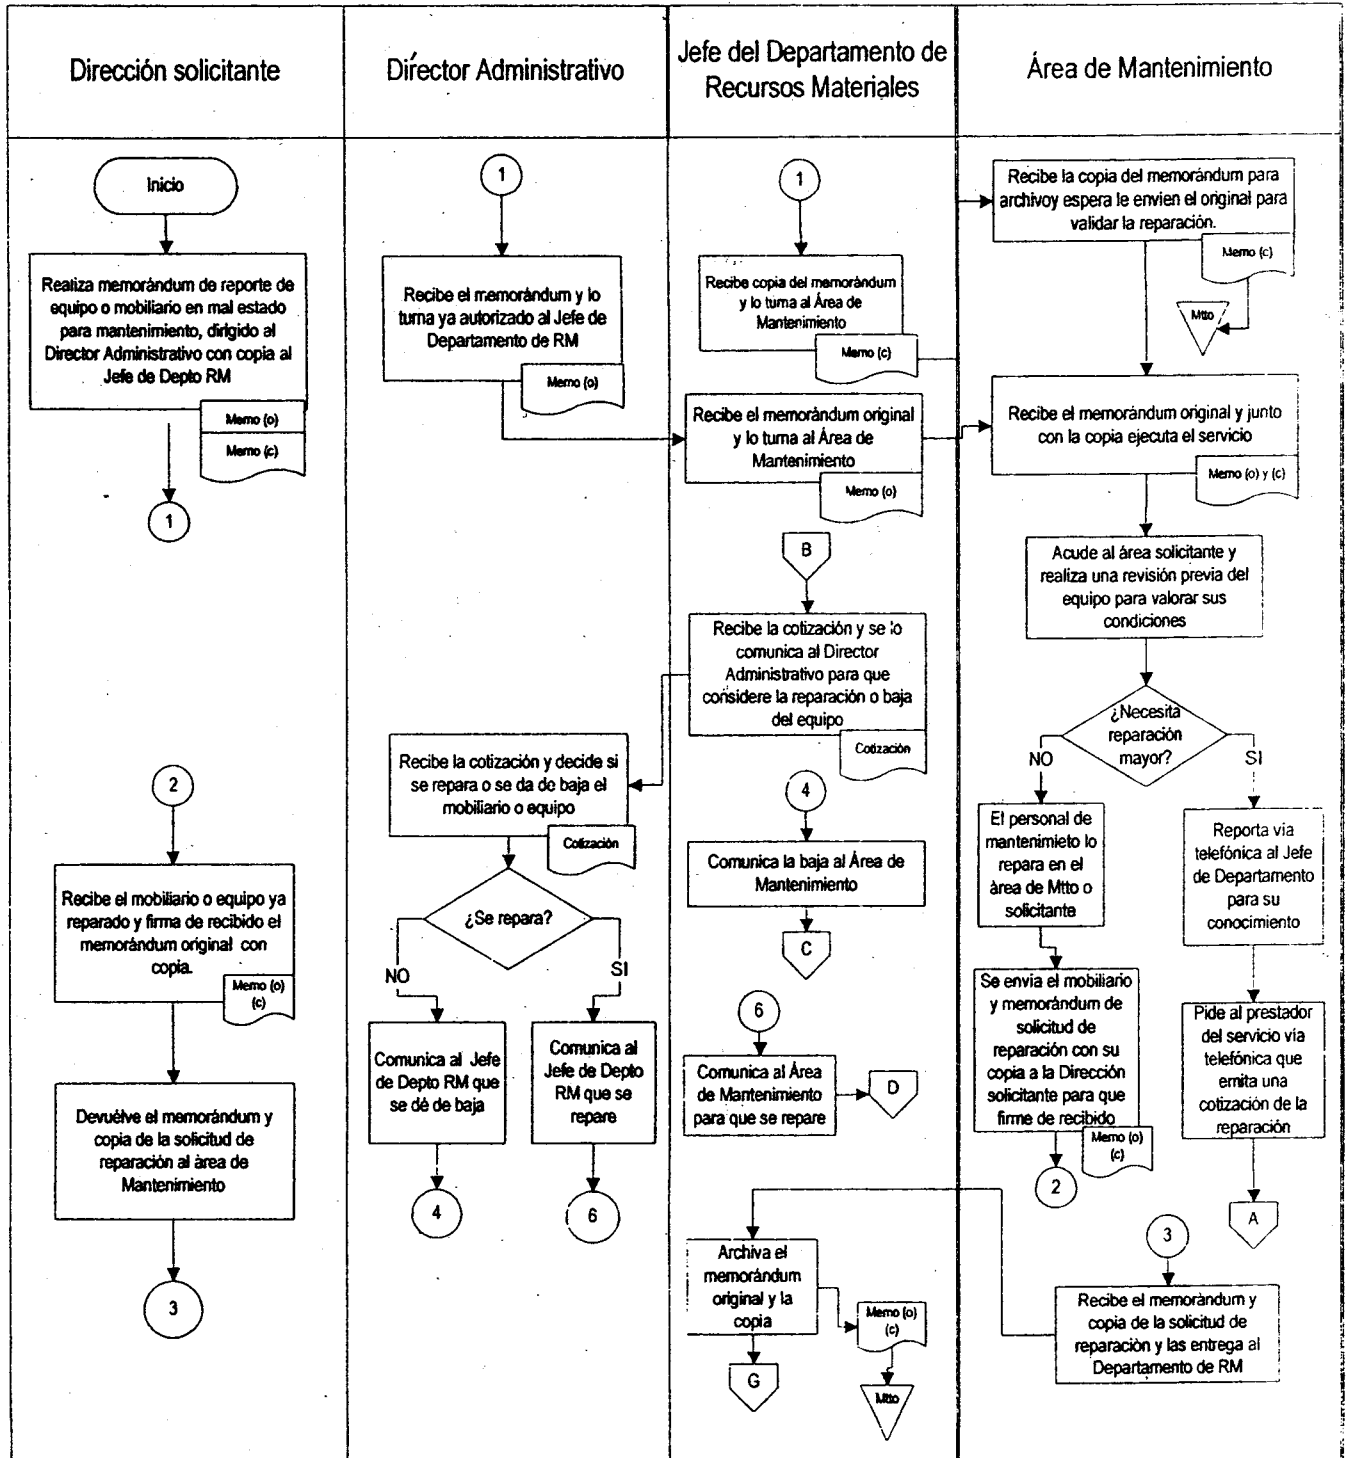 Dirección solicitante
Inicio
Realiza memorándum de reporte de
equipo o mobiliario en mal estado
para mantenimiento, dirigido al
Director Administrativo con copia al
Jefe de Depto RM
Memo (o)
Memo (c)
1
2
Recibe el mobiliario o equipo ya
reparado y firma de recibido el
memorándum original con
copia.
Memo (o)
(c)
Devuélve el memorándum y
copia de la solicitud de
reparación al área de
Mantenimiento
3
Director Administrativo
1
Recibe el memorándum y lo
turna ya autorizado al Jefe de
Departamento de RM
Memo (o)
Recibe la cotización y decide si
se repara o se da de baja el
mobiliario o equipo
Cotización
¿Se repara?
NO
SI
Comunica al Jefe
de Depto RM que
se dé de baja
Comunica al
Jefe de Depto
RM que se
repare
4
6
Jefe del Departamento de
Recursos Materiales
1
Recibe copia del memorándum
y lo turna al Área de
Mantenimiento
Memo (c)
Recibe el memorándum original
y lo turna al Área de
Mantenimiento
Memo (o)
B
Recibe la cotización y se lo
comunica al Director
Administrativo para que
considere la reparación o baja
del equipo
Cotización
4
Comunica la baja al Área de
Mantenimiento
C
6
Comunica al Área
de Mantenimiento
para que se repare
D
Archiva el
memorándum
original y la
copia
Memo (o)
(c)
G
Mtto
Área de Mantenimiento
Recibe la copia del memorándum para
archivoy espera le envien el original para
validar la reparación.
Memo (c)
Mtto
Recibe el memorándum original y junto
con la copia ejecuta el servicio
Memo (o) y (c)
Acude al área solicitante y
realiza una revisión previa del
equipo para valorar sus
condiciones
¿Necesita
reparación
mayor?
NO
SI
El personal de
mantenimieto lo
repara en el
área de Mtto o
solicitante
Reporta vía
telefónica al Jefe
de Departamento
para su
conocimiento
Se envia el mobiliario
y memorándum de
solicitud de
reparación con su
copia a la Dirección
solicitante para que
firme de recibido
Memo (o)
(c)
2
Pide al prestador
del servicio vía
telefónica que
emita una
cotización de la
reparación
A
3
Recibe el memorándum y
copia de la solicitud de
reparación y las entrega al
Departamento de RM